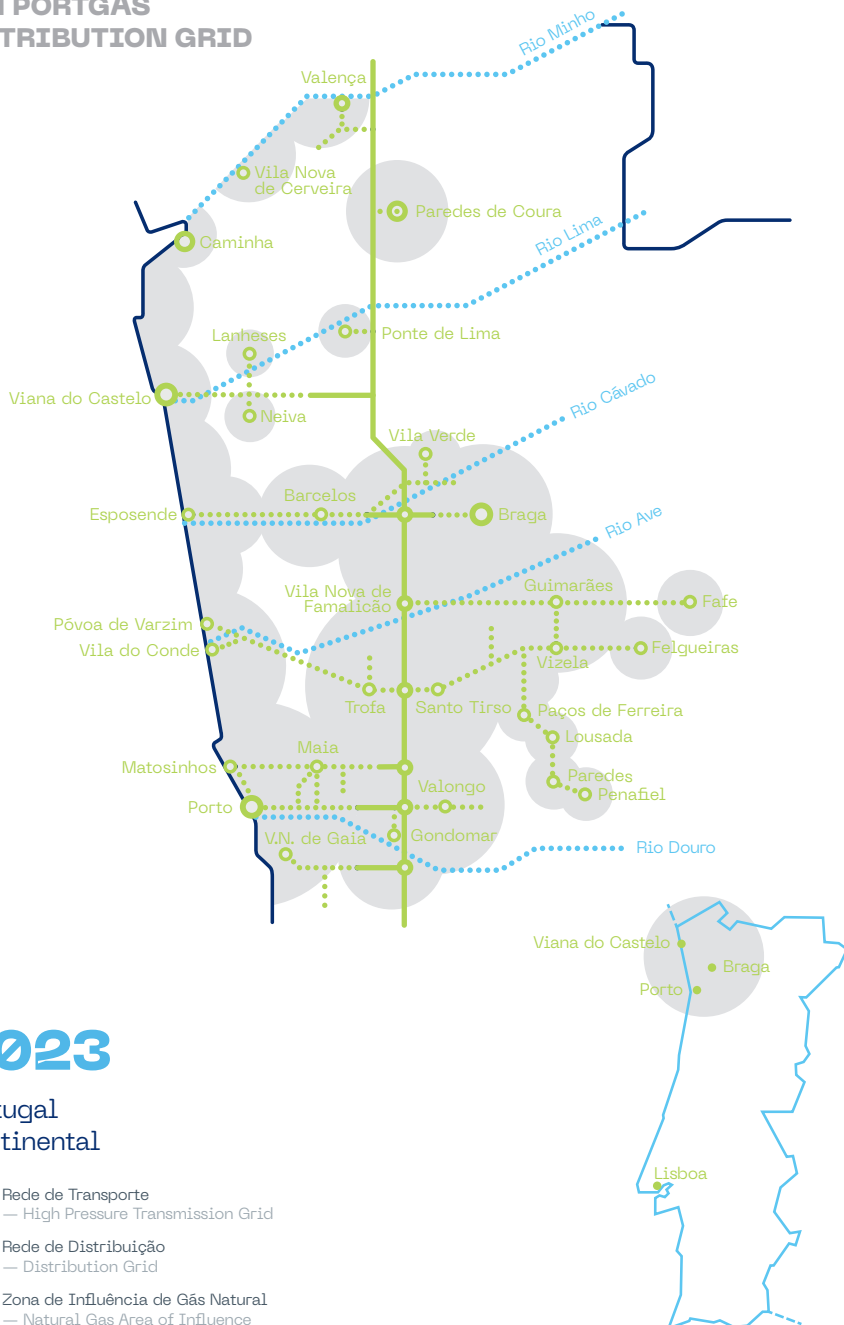 PORTGAS
TRIBUTION GRID
Rio Minho
Valença
Vila Nova
de Cerveira
Paredes de Coura
Caminha
Rio Lima
Lanheses
Ponte de Lima
Viana do Castelo
Neiva
Rio Cávado
Vila Verde
Barcelos
Esposende
Braga
Rio Ave
Vila Nova de
Famalicão
Guimarães
Fafe
Póvoa de Varzim
Vila do Conde
Felgueiras
Vizela
Trofa
Santo Tirso
Paços de Ferreira
Lousada
Maia
Matosinhos
Paredes
Valongo
Penafiel
Porto
V.N. de Gaia
Gondomar
Rio Douro
Viana do Castelo
Braga
Porto
023
tugal
tinental
Lisboa
Rede de Transporte
— High Pressure Transmission Grid
Rede de Distribuição
— Distribution Grid
Zona de Influência de Gás Natural
— Natural Gas Area of Influence